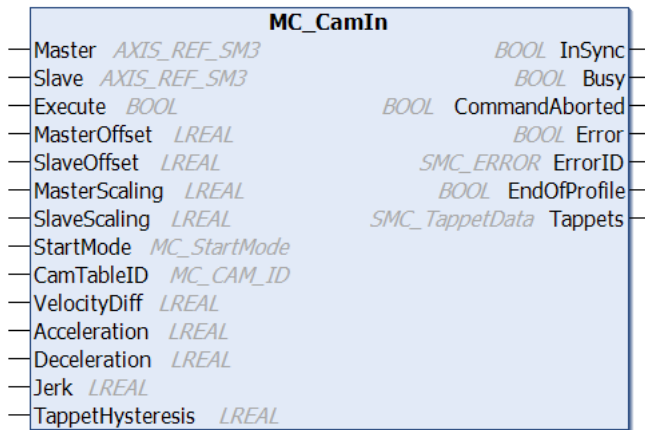 MC_CamIn
Master AXIS_REF_SM3 BOOL InSync
Slave AXIS_REF_SM3 BOOL Busy
Execute BOOL BOOL CommandAborted
MasterOffset LREAL BOOL Error
SlaveOffset LREAL SMC_ERROR ErrorID
MasterScaling LREAL BOOL EndOfProfile
SlaveScaling LREAL SMC_TappetData Tappets
StartMode MC_StartMode
CamTableID MC_CAM_ID
VelocityDiff LREAL
Acceleration LREAL
Deceleration LREAL
Jerk LREAL
TappetHysteresis LREAL